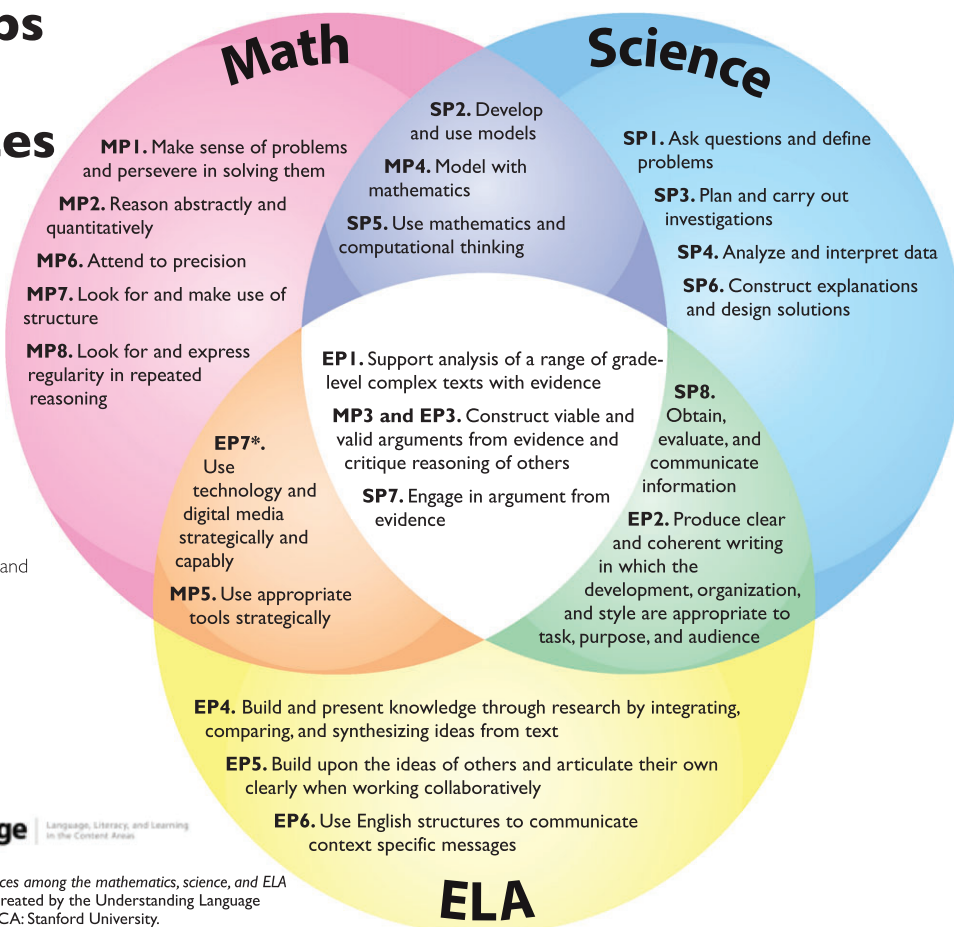 Math
Science
MP1. Make sense of problems
and persevere in solving them
MP2. Reason abstractly and
quantitatively
MP6. Attend to precision
MP7. Look for and make use of
structure
MP8. Look for and express
regularity in repeated
reasoning
SP2. Develop
and use models
MP4. Model with
mathematics
SP5. Use mathematics and
computational thinking
SP1. Ask questions and define
problems
SP3. Plan and carry out
investigations
SP4. Analyze and interpret data
SP6. Construct explanations
and design solutions
EP1. Support analysis of a range of grade-
level complex texts with evidence
MP3 and EP3. Construct viable and
valid arguments from evidence and
critique reasoning of others
SP7. Engage in argument from
evidence
EP7*.
Use
technology and
digital media
strategically and
capably
MP5. Use appropriate
tools strategically
SP8.
Obtain,
evaluate, and
communicate
information
EP2. Produce clear
and coherent writing
in which the
development, organization,
and style are appropriate to
task, purpose, and audience
and
EP4. Build and present knowledge through research by integrating,
comparing, and synthesizing ideas from text
EP5. Build upon the ideas of others and articulate their own
clearly when working collaboratively
EP6. Use English structures to communicate
context specific messages
ELA
Language, Literacy, and Learning
in the Content Areas
among the mathematics, science, and ELA
created by the Understanding Language
CA: Stanford University.